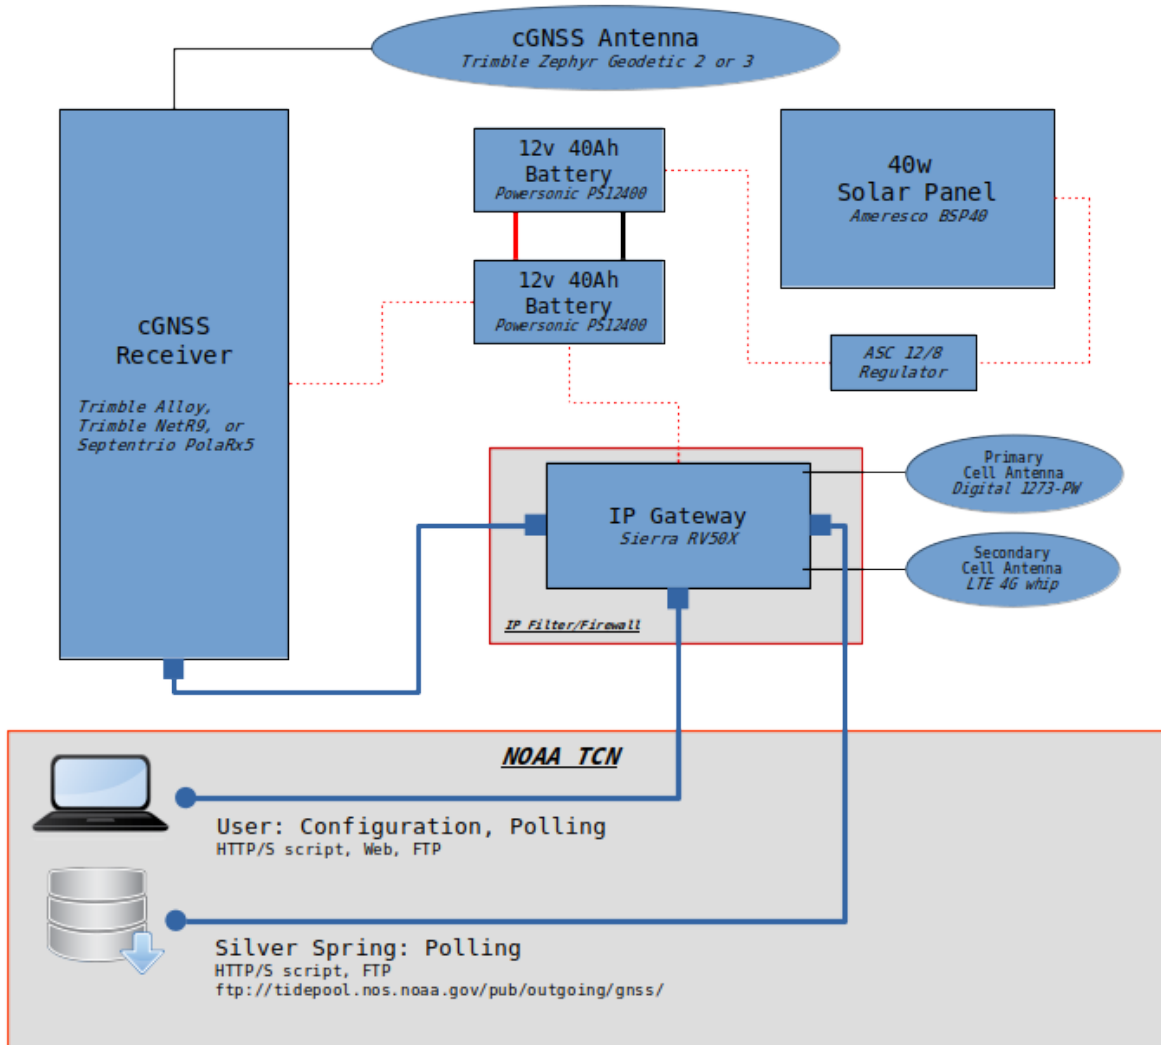 cGNSS Antenna
Trimble Zephyr Geodetic 2 or 3
12v 40Ah
Battery
Powersonic PS12400
40w
Solar Panel
Ameresco BSP40
12v 40Ah
Battery
Powersonic PS12400
cGNSS
Receiver
Trimble Alloy,
Trimble NetR9, or
Septentrio PolaRx5
ASC 12/8
Regulator
Primary
Cell Antenna
Digital 1273-PW
IP Gateway
Sierra RV50X
Secondary
Cell Antenna
LTE 4G whip
IP Filter/Firewall
NOAA TCN
User: Configuration, Polling
HTTP/S script, Web, FTP
Silver Spring: Polling
HTTP/S script, FTP
ftp://tidepool.nos.noaa.gov/pub/outgoing/gnss/